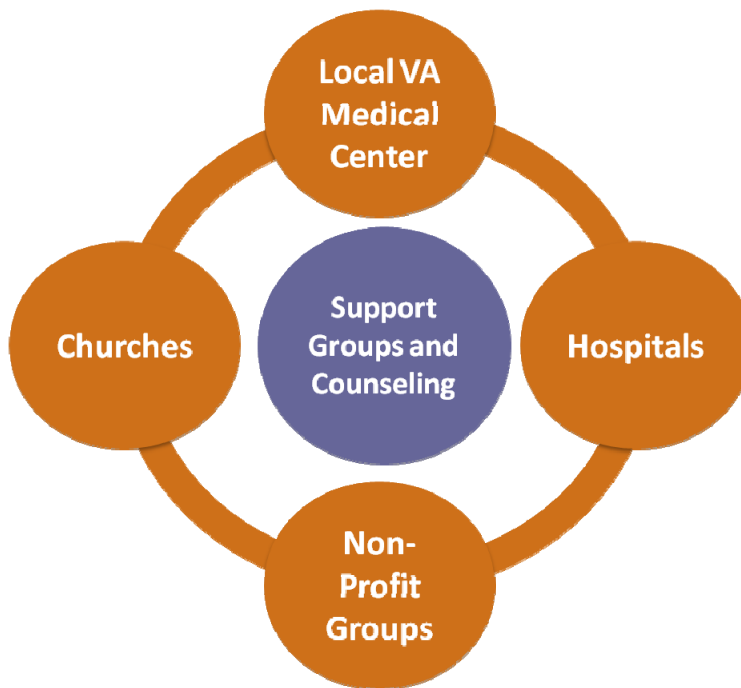 Local VA
Medical
Center
Churches
Support
Groups and
Counseling
Hospitals
Non-
Profit
Groups